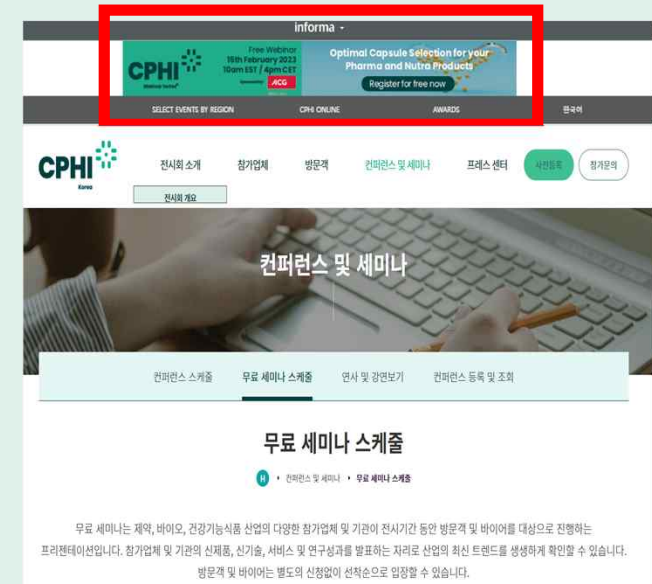 informa
CPHI
Free Webinar
15th February 2023
10am EST / 4pm CET
ACG
Optimal Capsule Selection for your
Pharma and Nutra Products
Register for free now
SELECT EVENTS BY REGION CPHI ONLINE AWARDS 한국어
CPHI
Korea
전시회 소개 참가업체 방문객 컨퍼런스 및 세미나 프레스 센터 사전등록 참가문의
전시회 개요
컨퍼런스 및 세미나
컨퍼런스 스케줄 무료 세미나 스케줄 연사 및 강연보기 컨퍼런스 등록 및 조회
무료 세미나 스케줄
H • 컨퍼런스 및 세미나 • 무료 세미나 스케줄
무료 세미나는 제약, 바이오, 건강기능식품 산업의 다양한 참가업체 및 기관이 전시기간 동안 방문객 및 바이어를 대상으로 진행하는
프리젠테이션입니다. 참가업체 및 기관의 신제품, 신기술, 서비스 및 연구성과를 발표하는 자리로 산업의 최신 트렌드를 생생하게 확인할 수 있습니다.
방문객 및 바이어는 별도의 신청없이 선착순으로 입장할 수 있습니다.